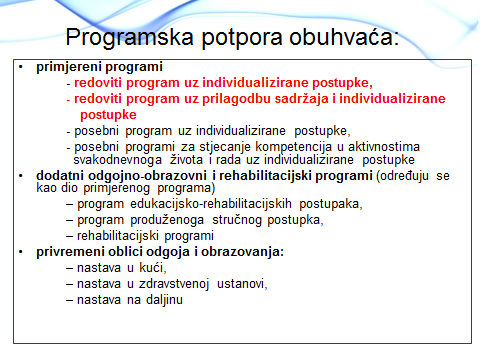 Programska potpora obuhvaća:
• primjereni programi
- redoviti program uz individualizirane postupke,
- redoviti program uz prilagodbu sadržaja i individualizirane
postupke
- posebni program uz individualizirane postupke,
- posebni programi za stjecanje kompetencija u aktivnostima
svakodnevnoga života i rada uz individualizirane postupke
• dodatni odgojno-obrazovni i rehabilitacijski programi (određuju se
kao dio primjerenog programa)
– program edukacijsko-rehabilitacijskih postupaka,
– program produženoga stručnog postupka,
– rehabilitacijski programi
• privremeni oblici odgoja i obrazovanja:
– nastava u kući,
– nastava u zdravstvenoj ustanovi,
– nastava na daljinu